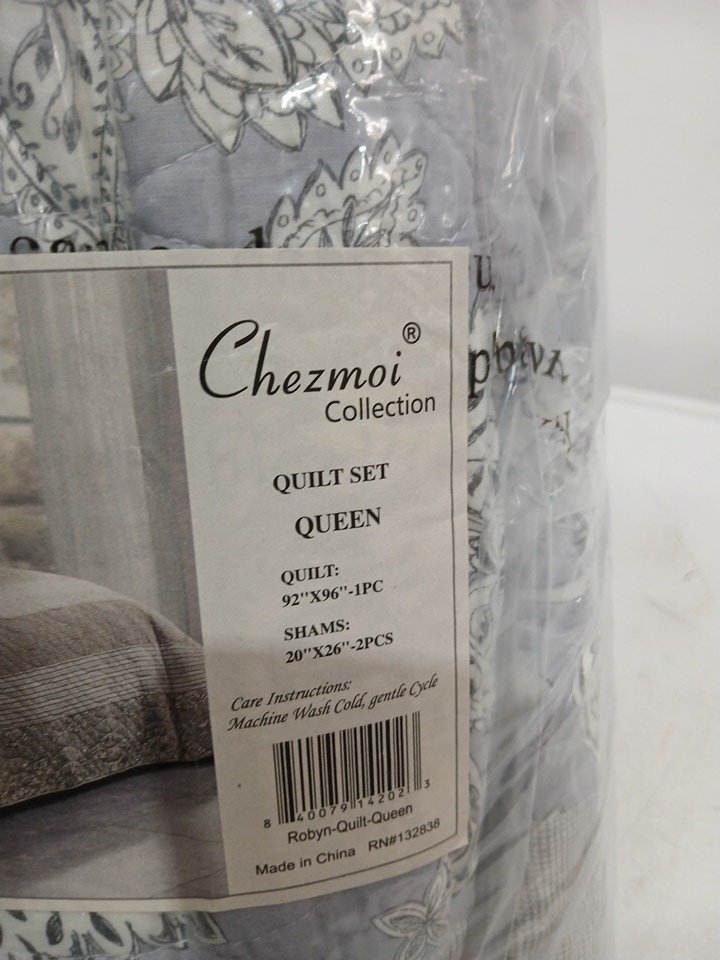 Chezmoi®
Collection
QUILT SET
QUEEN
QUILT:
92"X96"-1PC
SHAMS:
20"X26"-2PCS
Care Instructions:
Machine Wash Cold, gentle Cycle
8 40079 14202 3
Robyn-Quilt-Queen
Made in China RN#132838